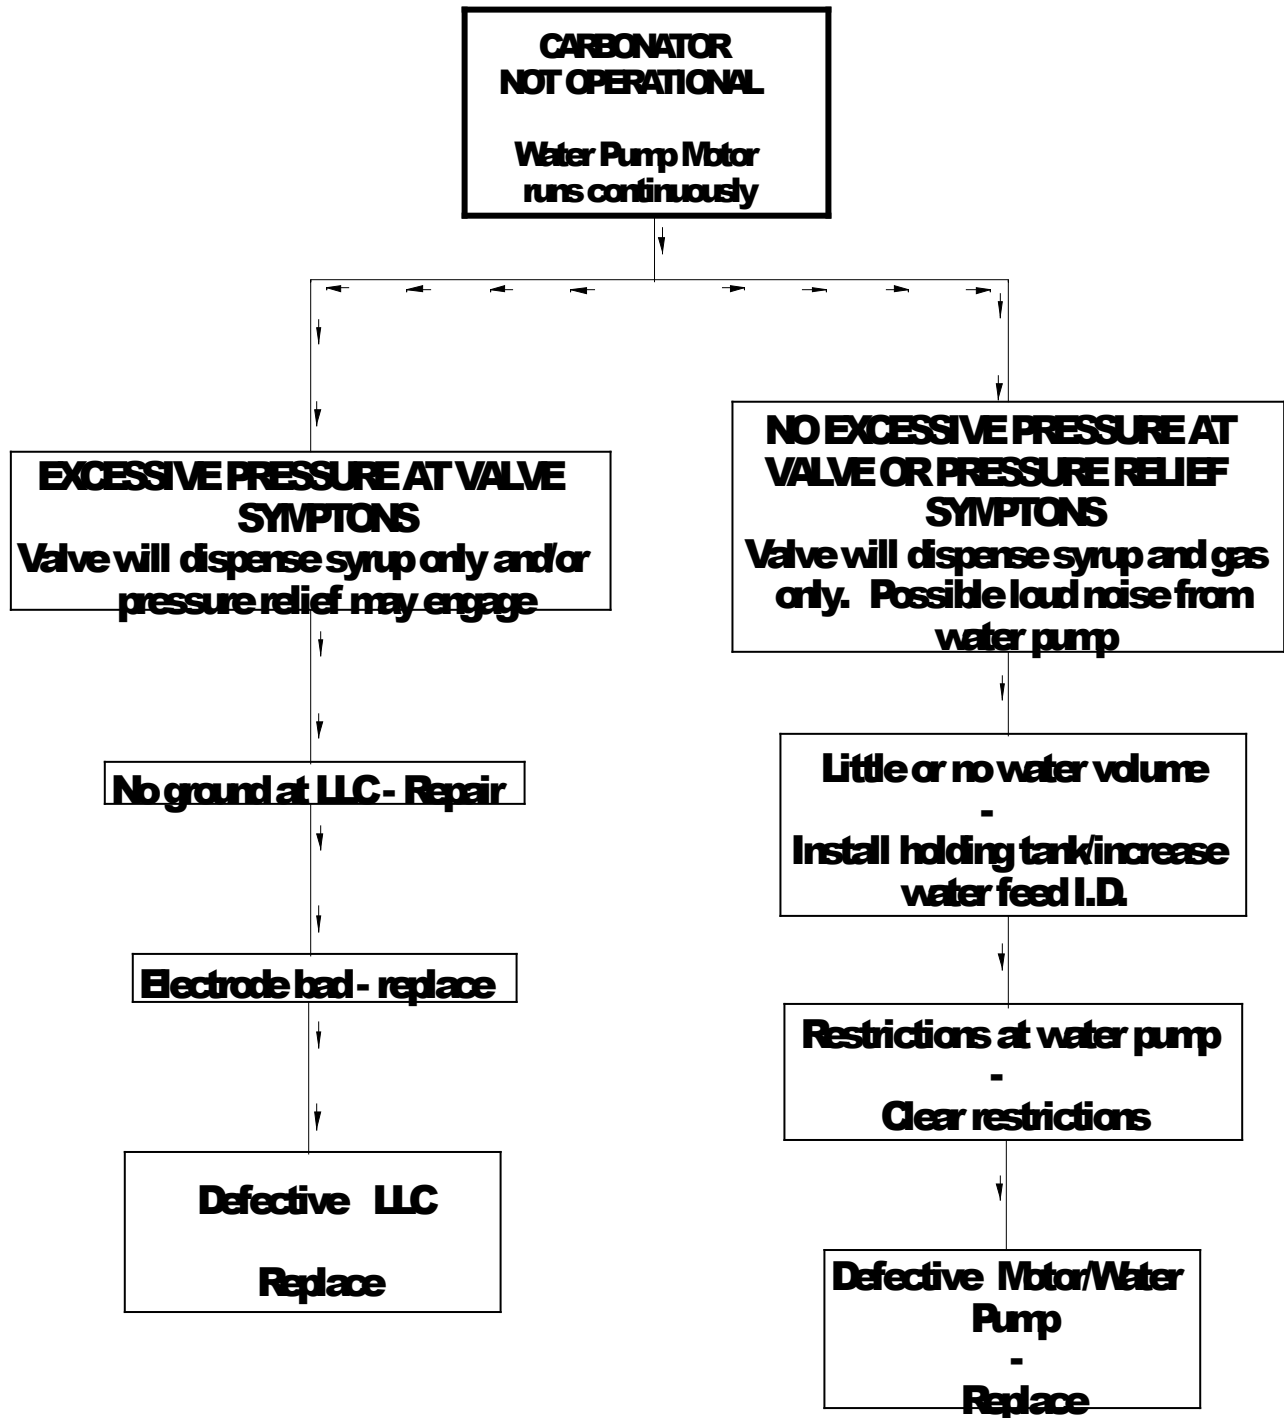 CARBONATOR
NOT OPERATIONAL
Water Pump Motor
runs continuously
EXCESSIVE PRESSURE AT VALVE
SYMPTONS
Valve will dispense syrup only and/or
pressure relief may engage
No ground at LLC - Repair
Electrode bad - replace
Defective LLC
Replace
NO EXCESSIVE PRESSURE AT
VALVE OR PRESSURE RELIEF
SYMPTONS
Valve will dispense syrup and gas
only. Possible loud noise from
water pump
Little or no water volume
-
Install holding tank/increase
water feed I.D.
Restrictions at water pump
-
Clear restrictions
Defective Motor/Water
Pump
-
Replace